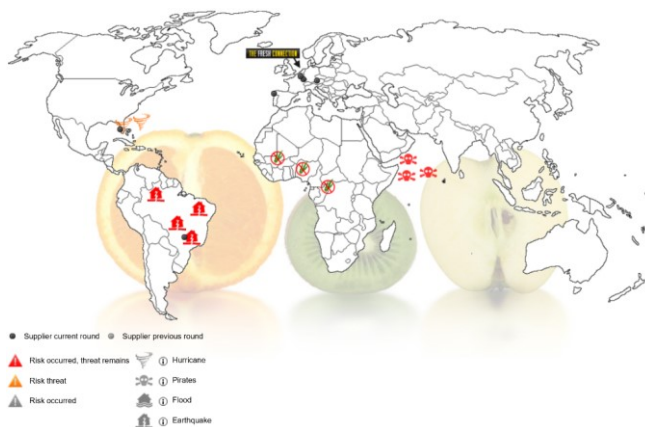 THE FRESH CONNECTION
Supplier current round
Supplier previous round
Risk occurred, threat remains
Hurricane
Risk threat
Pirates
Risk occurred
Flood
Earthquake